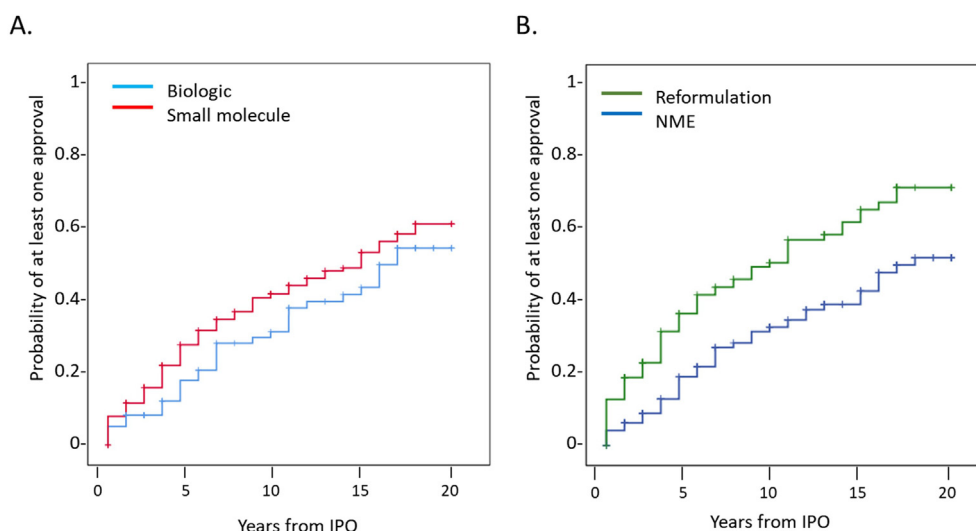 A.
Biologic
Small molecule
Probability of at least one approval
1-
0.8-
0.6-
0.4-
0.2-
0-
0 5 10 15 20
Years from IPO
B.
Reformulation
NME
Probability of at least one approval
1-
0.8-
0.6-
0.4-
0.2-
0-
0 5 10 15 20
Years from IPO